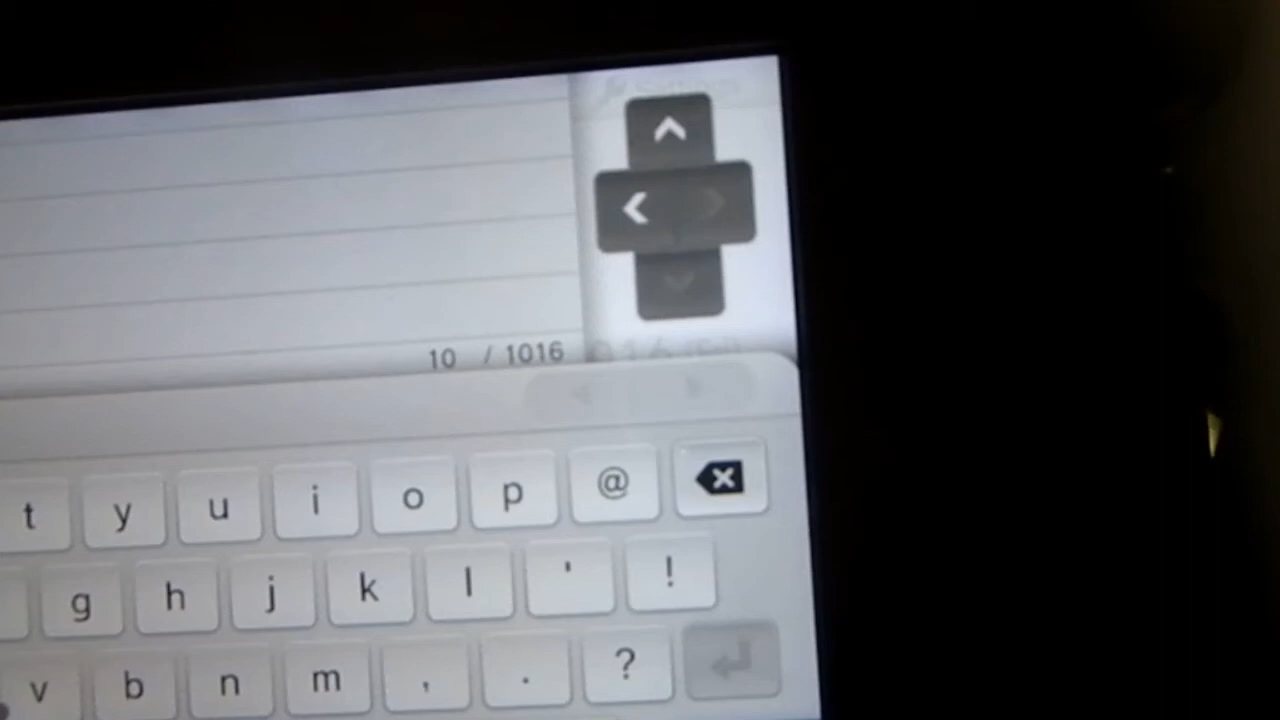 10 / 1016
t y u i o p @
g h j k l ' !
v b n m , . ?